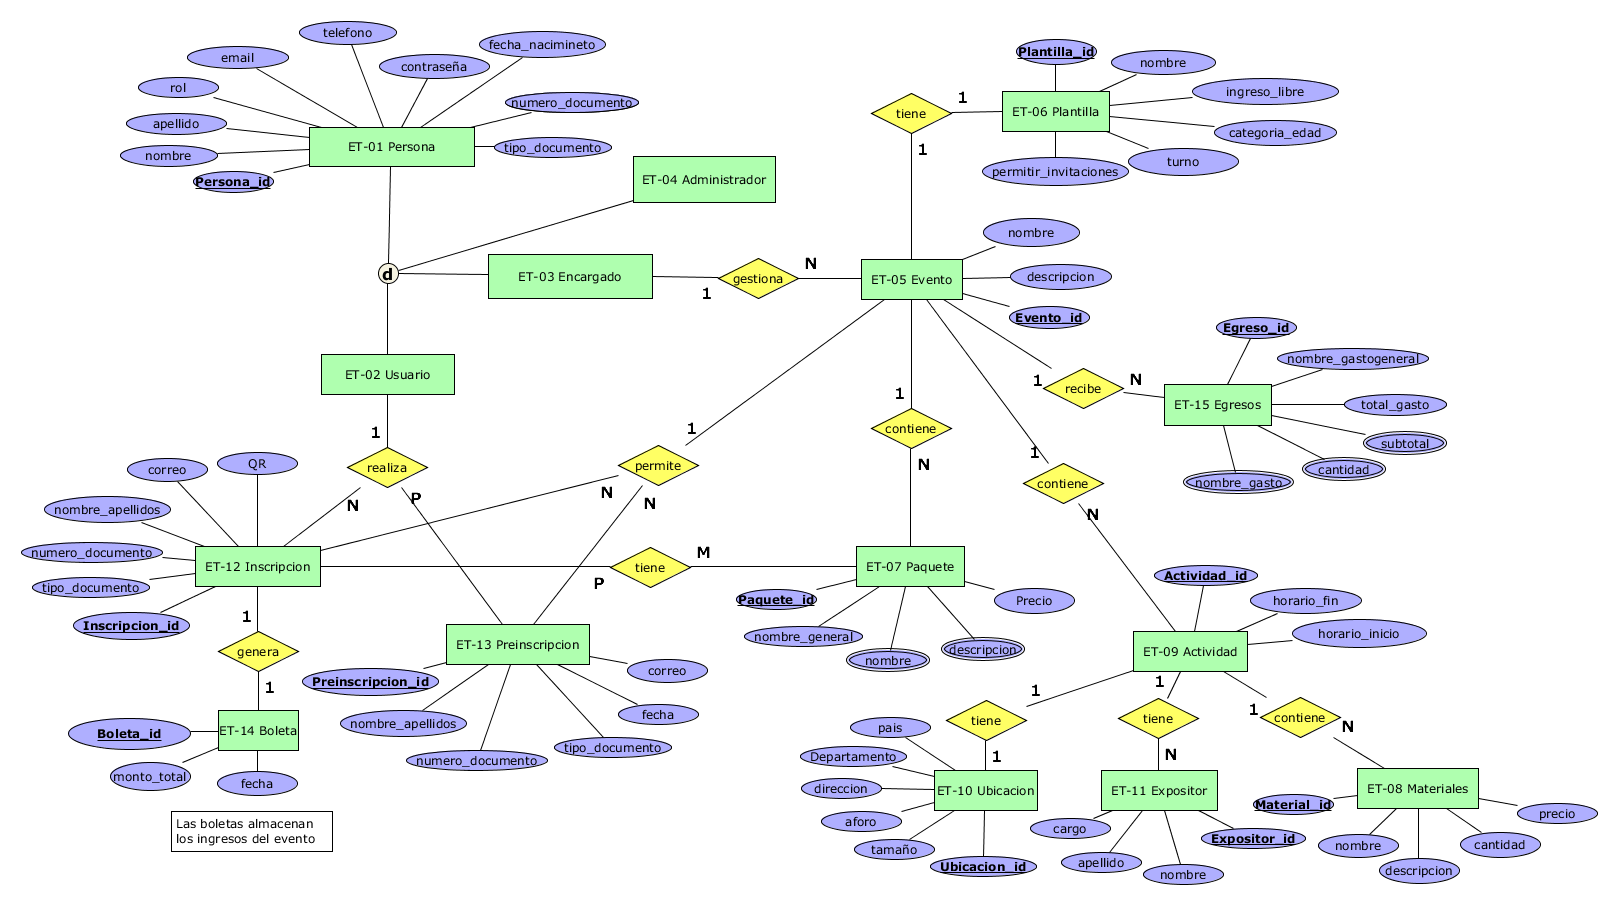 telefono
fecha_nacimineto
email
contraseña
rol
numero_documento
apellido
ET-01 Persona
tipo_documento
nombre
Persona_id
ET-04 Administrador
d
ET-03 Encargado
1
gestiona
N
ET-02 Usuario
Plantilla_id
nombre
ingreso_libre
tiene
1
ET-06 Plantilla
categoria_edad
1
turno
permitir_invitaciones
nombre
ET-05 Evento
descripcion
Evento_id
Egreso_id
nombre_gastogeneral
1
recibe
N
ET-15 Egresos
total_gasto
subtotal
cantidad
nombre_gasto
1
contiene
N
1
contiene
N
1
permite
N
N
1
realiza
N
P
correo
QR
nombre_apellidos
numero_documento
ET-12 Inscripcion
tipo_documento
Inscripcion_id
P
tiene
M
ET-07 Paquete
Paquete_id
Precio
nombre_general
nombre
descripcion
1
genera
1
ET-13 Preinscripcion
Preinscripcion_id
correo
nombre_apellidos
fecha
numero_documento
tipo_documento
Boleta_id
ET-14 Boleta
monto_total
fecha
Las boletas almacenan
los ingresos del evento
Actividad_id
horario_fin
horario_inicio
ET-09 Actividad
1
tiene
1
1
tiene
N
1
contiene
N
pais
Departamento
direccion
ET-10 Ubicacion
aforo
tamaño
Ubicacion_id
ET-11 Expositor
cargo
Expositor_id
apellido
nombre
ET-08 Materiales
Material_id
precio
nombre
cantidad
descripcion